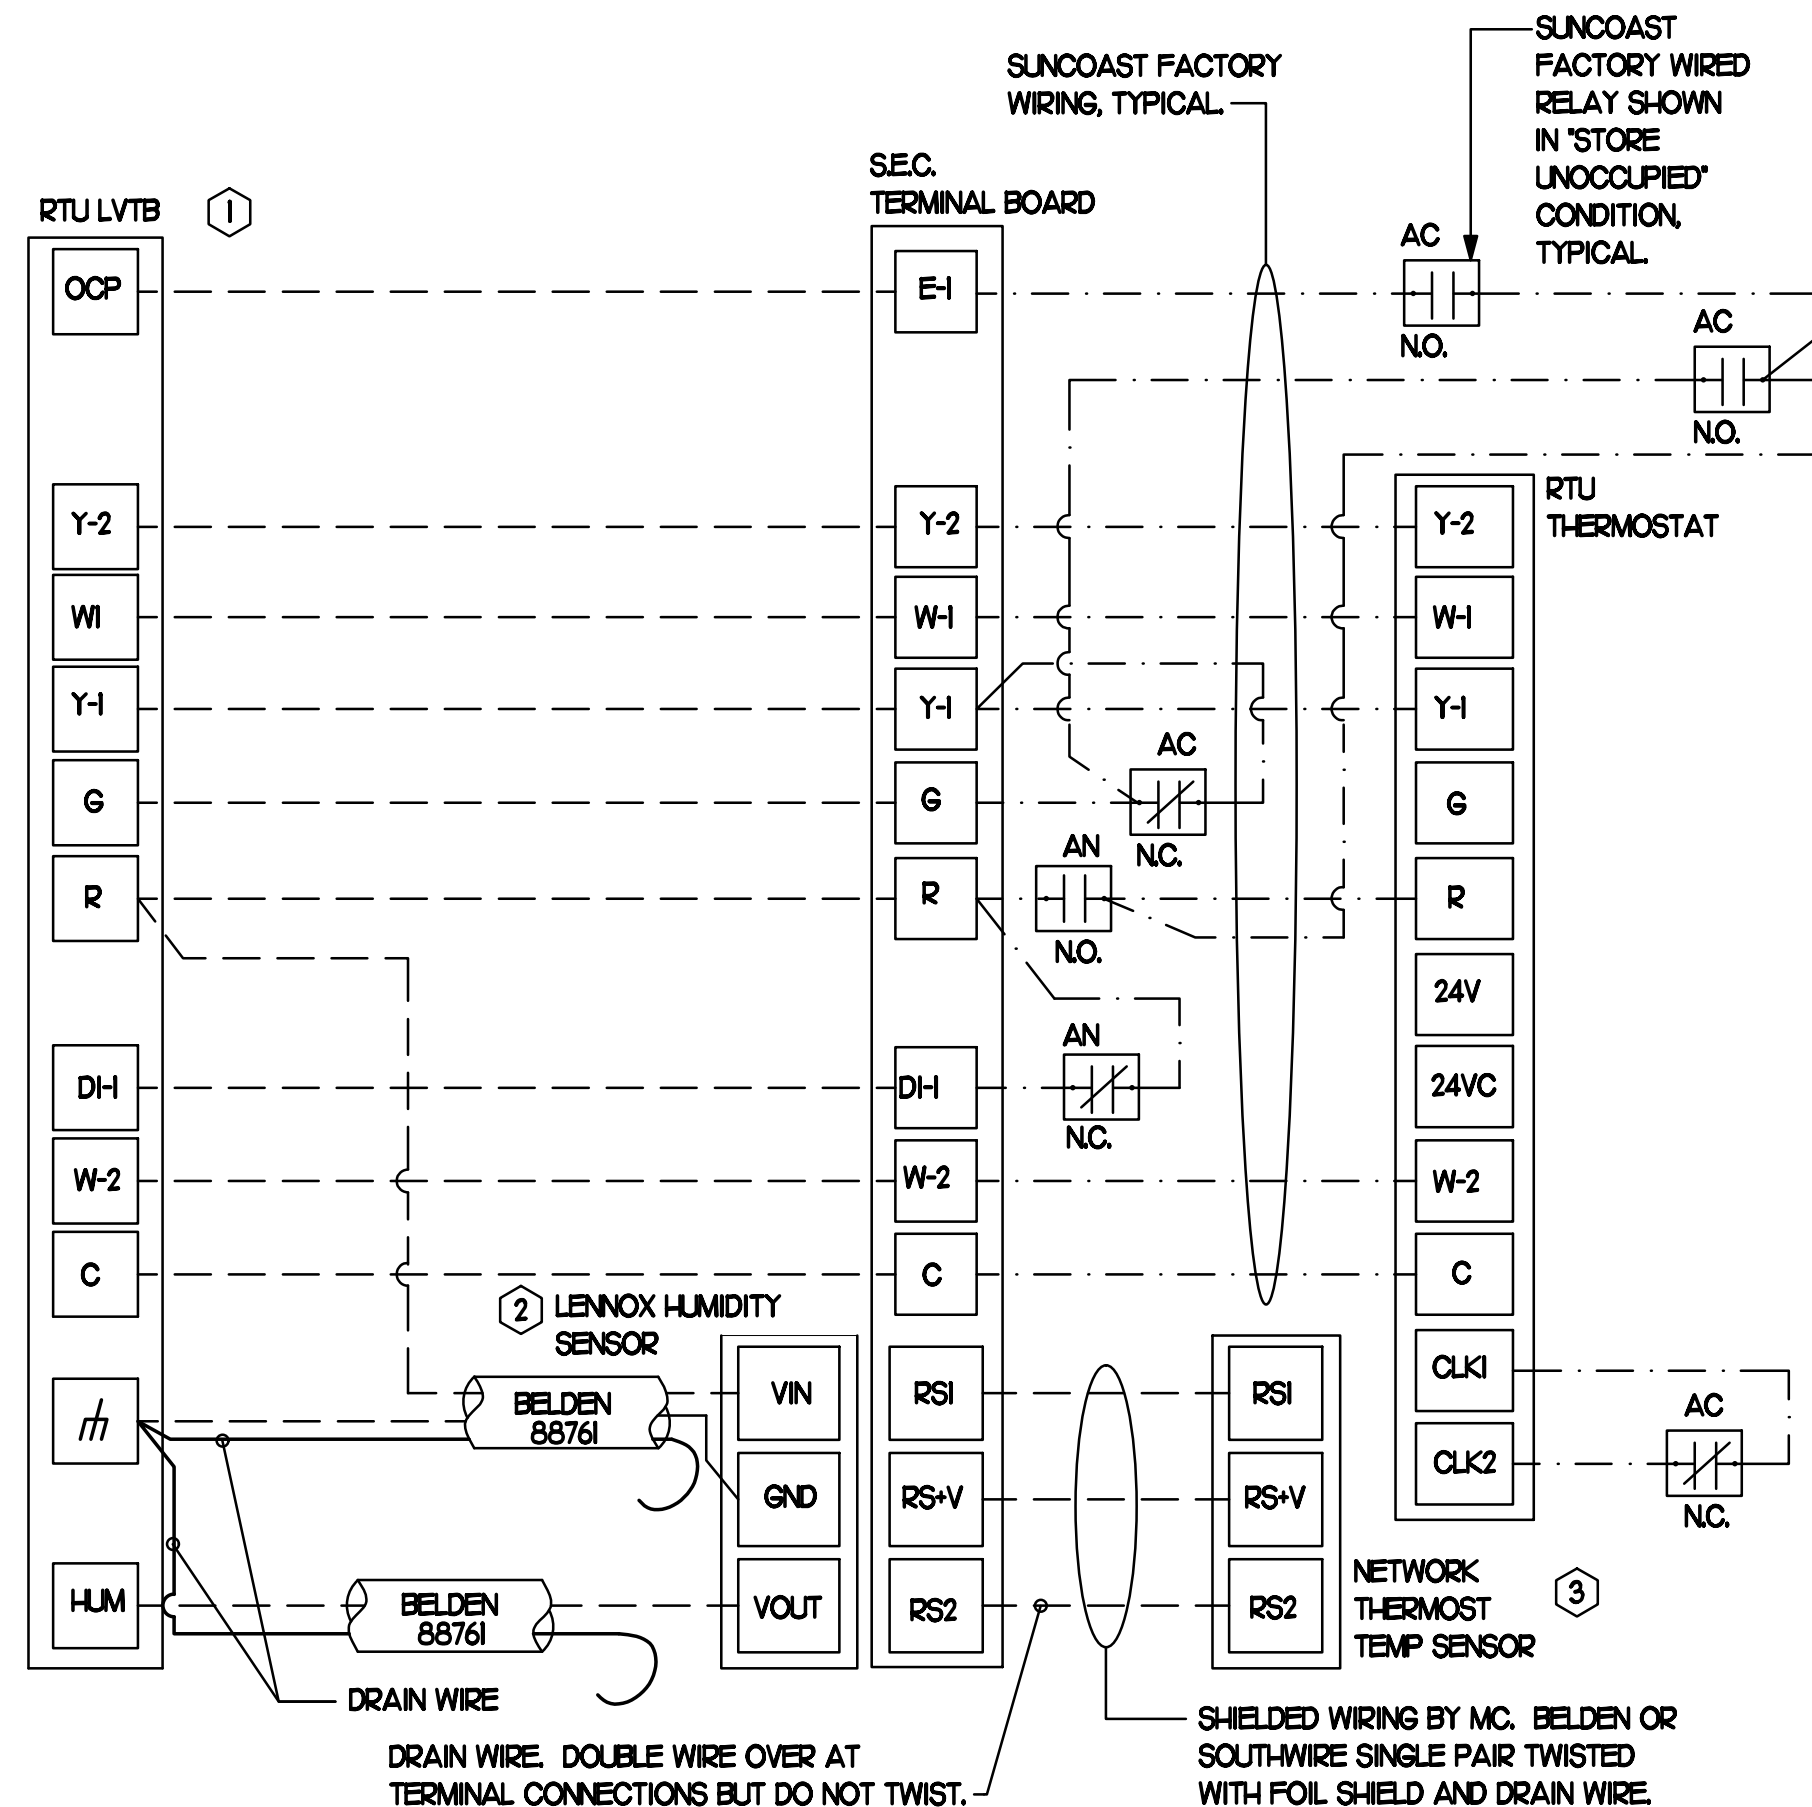 SUNCOAST
FACTORY WIRED
RELAY SHOWN
IN "STORE
UNOCCUPIED"
CONDITION,
TYPICAL.
SUNCOAST FACTORY
WIRING, TYPICAL.
S.E.C.
TERMINAL BOARD
RTU LVTB
1
AC
N.O.
AC
N.O.
OCP
Y-2
W1
Y-1
G
R
DI-1
W-2
C
HUM
E-1
Y-2
W-1
Y-1
G
R
DI-1
W-2
C
RS1
RS+V
RS2
AC
N.C.
AN
N.O.
AN
N.C.
RTU
THERMOSTAT
Y-2
W-1
Y-1
G
R
24V
24VC
W-2
C
CLK1
CLK2
AC
N.C.
2
LENNOX HUMIDITY
SENSOR
BELDEN
88761
BELDEN
88761
VIN
GND
VOUT
RS1
RS+V
RS2
NETWORK
THERMOST
TEMP SENSOR
3
DRAIN WIRE
DRAIN WIRE. DOUBLE WIRE OVER AT
TERMINAL CONNECTIONS BUT DO NOT TWIST.
SHIELDED WIRING BY MC. BELDEN OR
SOUTHWIRE SINGLE PAIR TWISTED
WITH FOIL SHIELD AND DRAIN WIRE.